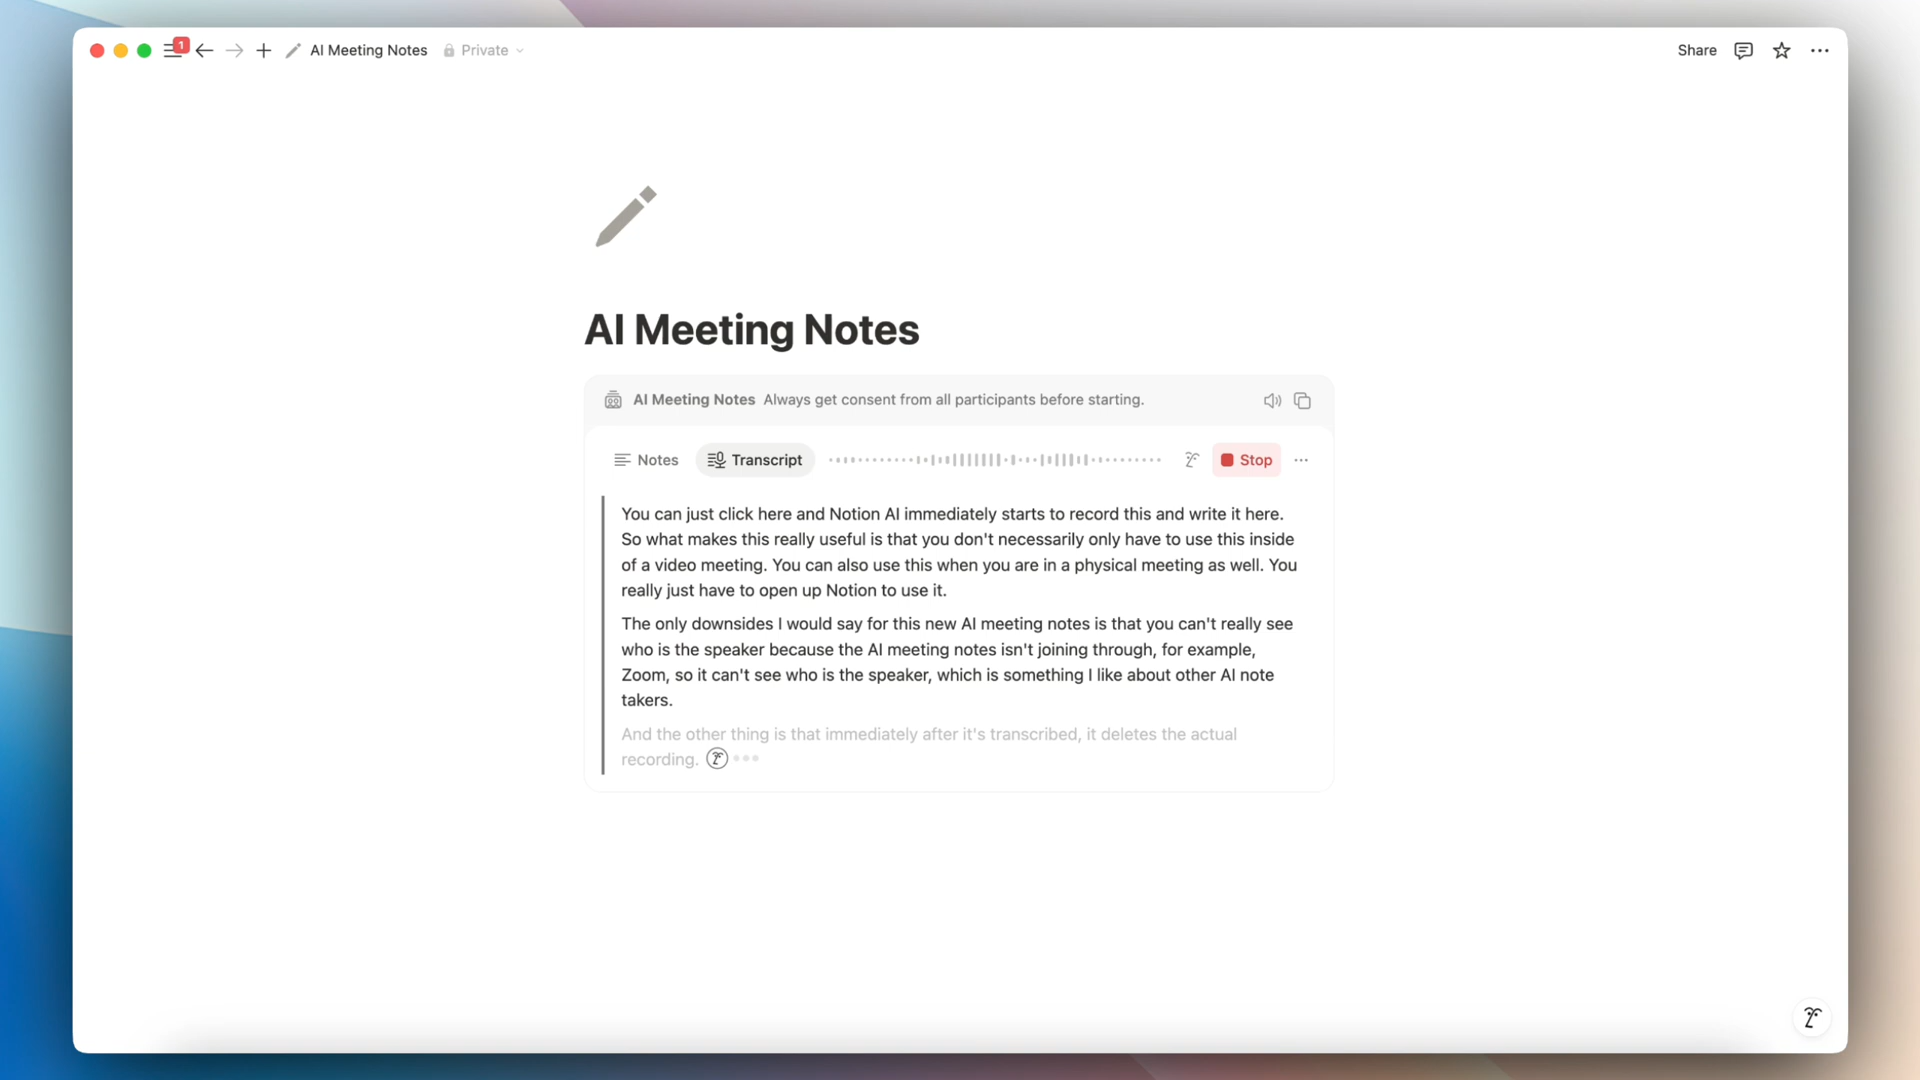 1
AI Meeting Notes
Private
Share
AI Meeting Notes
AI Meeting Notes Always get consent from all participants before starting.
Notes
Transcript
Stop
You can just click here and Notion AI immediately starts to record this and write it here.
So what makes this really useful is that you don't necessarily only have to use this inside
of a video meeting. You can also use this when you are in a physical meeting as well. You
really just have to open up Notion to use it.
The only downsides I would say for this new AI meeting notes is that you can't really see
who is the speaker because the AI meeting notes isn't joining through, for example,
Zoom, so it can't see who is the speaker, which is something I like about other AI note
takers.
And the other thing is that immediately after it's transcribed, it deletes the actual
recording.